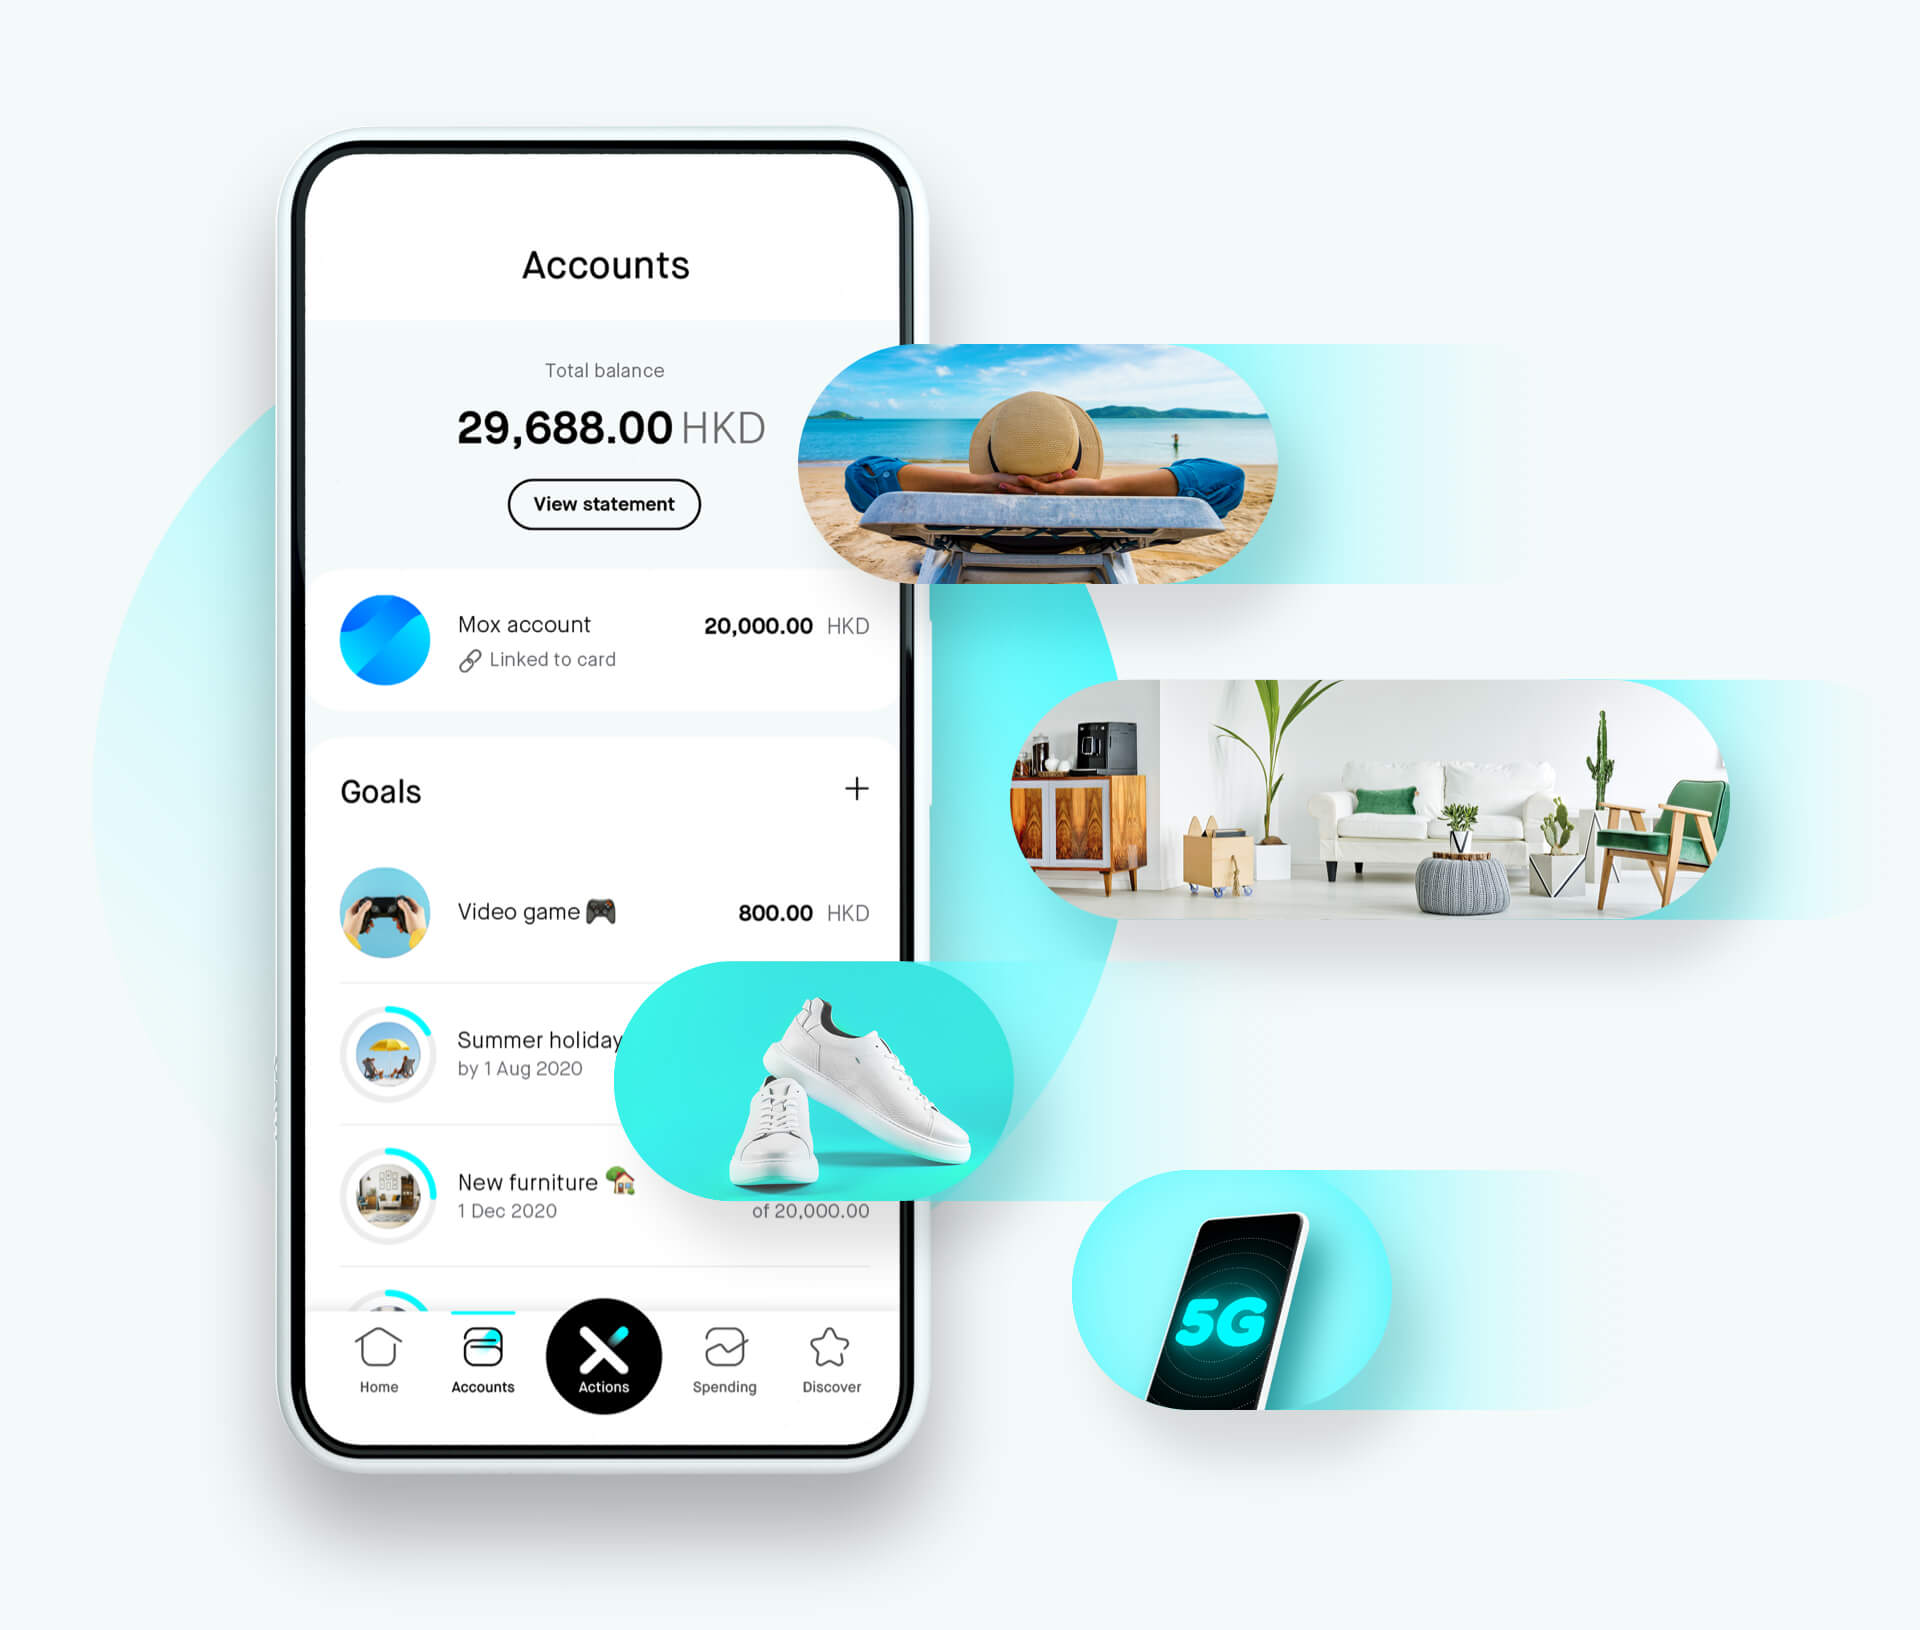 Accounts
Total balance
29,688.00 HKD
View statement
Mox account 20,000.00 HKD
Linked to card
Goals
Video game 800.00 HKD
Summer holiday
by 1 Aug 2020
New furniture
1 Dec 2020 of 20,000.00
Home Accounts Actions Spending Discover
5G